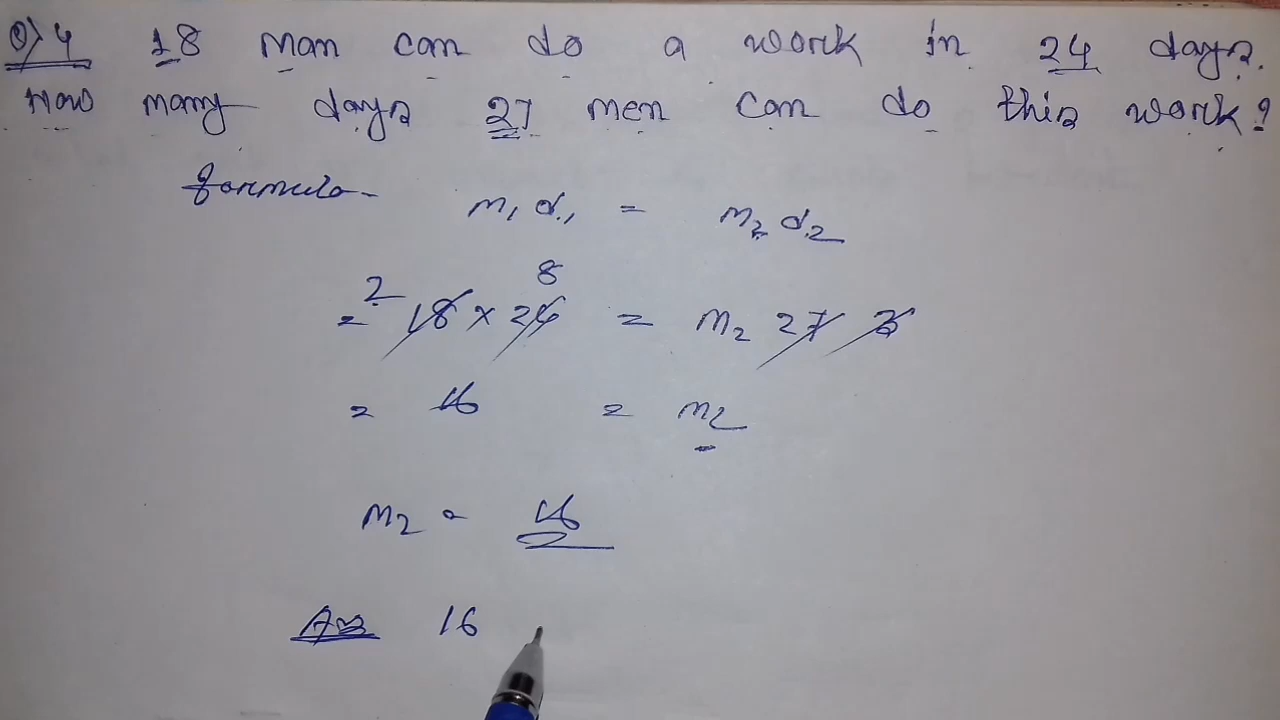 Q>4 18 man can do a work in 24 days.
How many days 27 men can do this work?
formula-
m₁ d₁ = m₂ d₂
2 8
= 18 x 24 = m₂ 27 3
= 16 = m₂
m₂ = 16
Ans 16